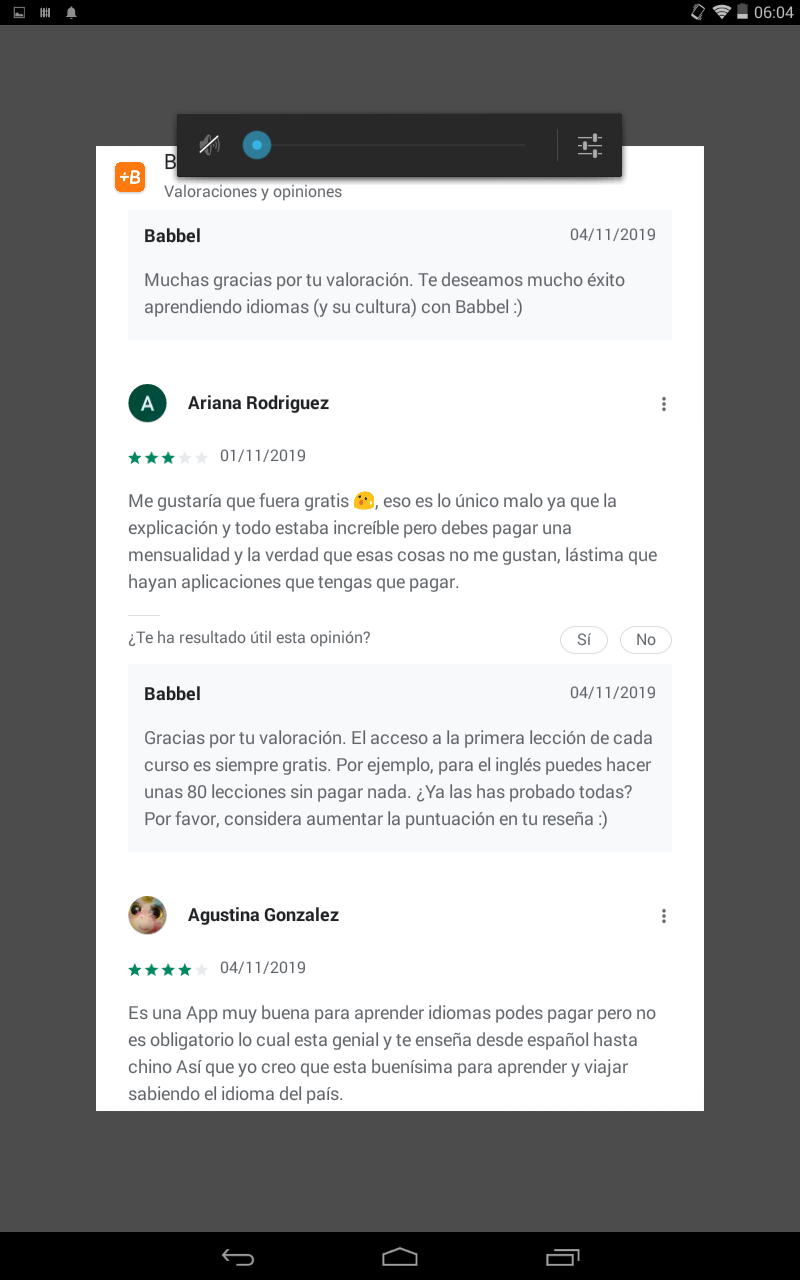 06:04
B
+B
Valoraciones y opiniones
Babbel
04/11/2019
Muchas gracias por tu valoración. Te deseamos mucho éxito
aprendiendo idiomas (y su cultura) con Babbel :)
A
Ariana Rodriguez
01/11/2019
Me gustaría que fuera gratis 😗, eso es lo único malo ya que la
explicación y todo estaba increíble pero debes pagar una
mensualidad y la verdad que esas cosas no me gustan, lástima que
hayan aplicaciones que tengas que pagar.
¿Te ha resultado útil esta opinión?
Sí
No
Babbel
04/11/2019
Gracias por tu valoración. El acceso a la primera lección de cada
curso es siempre gratis. Por ejemplo, para el inglés puedes hacer
unas 80 lecciones sin pagar nada. ¿Ya las has probado todas?
Por favor, considera aumentar la puntuación en tu reseña :)
Agustina Gonzalez
04/11/2019
Es una App muy buena para aprender idiomas podes pagar pero no
es obligatorio lo cual esta genial y te enseña desde español hasta
chino Así que yo creo que esta buenísima para aprender y viajar
sabiendo el idioma del país.